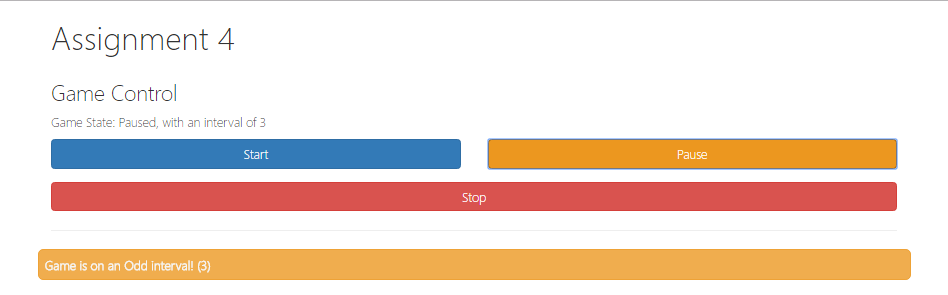 Assignment 4
Game Control
Game State: Paused, with an interval of 3
Start
Pause
Stop
Game is on an Odd interval! (3)